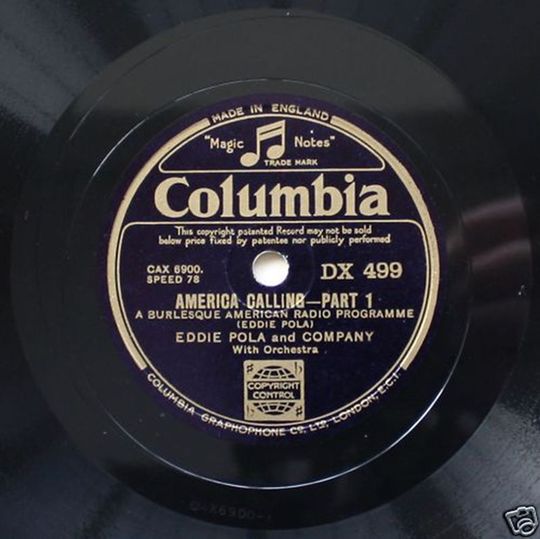 MADE IN ENGLAND
"Magic Notes"
TRADE MARK
Columbia
This copyright patented Record may not be sold
below price fixed by patentee nor publicly performed
CAX 6900.
SPEED 78
DX 499
AMERICA CALLING—PART 1
A BURLESQUE AMERICAN RADIO PROGRAMME
(EDDIE POLA)
EDDIE POLA and COMPANY
With Orchestra
COPYRIGHT
CONTROL
COLUMBIA GRAPHOPHONE CO. LTD. LONDON, E.C.1.
CAX6900-1